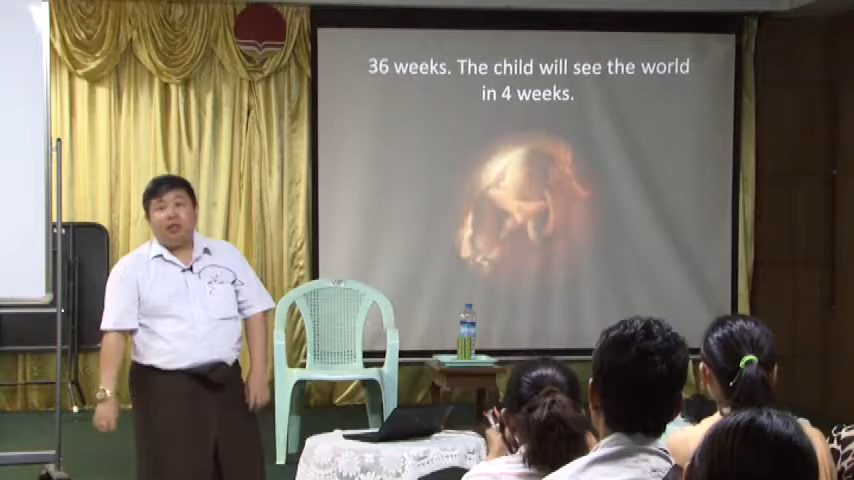 36 weeks. The child will see the world
in 4 weeks.